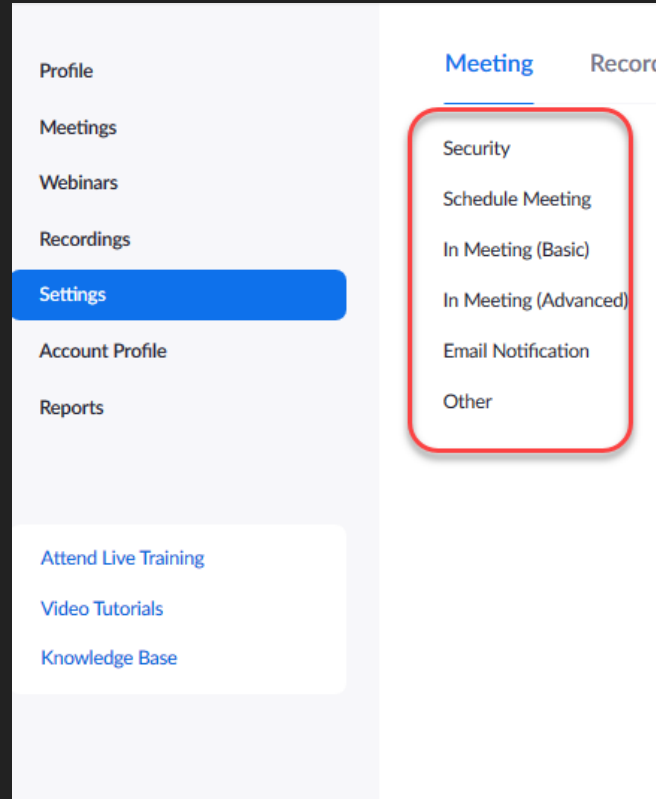 Profile
Meetings
Webinars
Recordings
Settings
Account Profile
Reports
Attend Live Training
Video Tutorials
Knowledge Base
Meeting
Security
Schedule Meeting
In Meeting (Basic)
In Meeting (Advanced)
Email Notification
Other